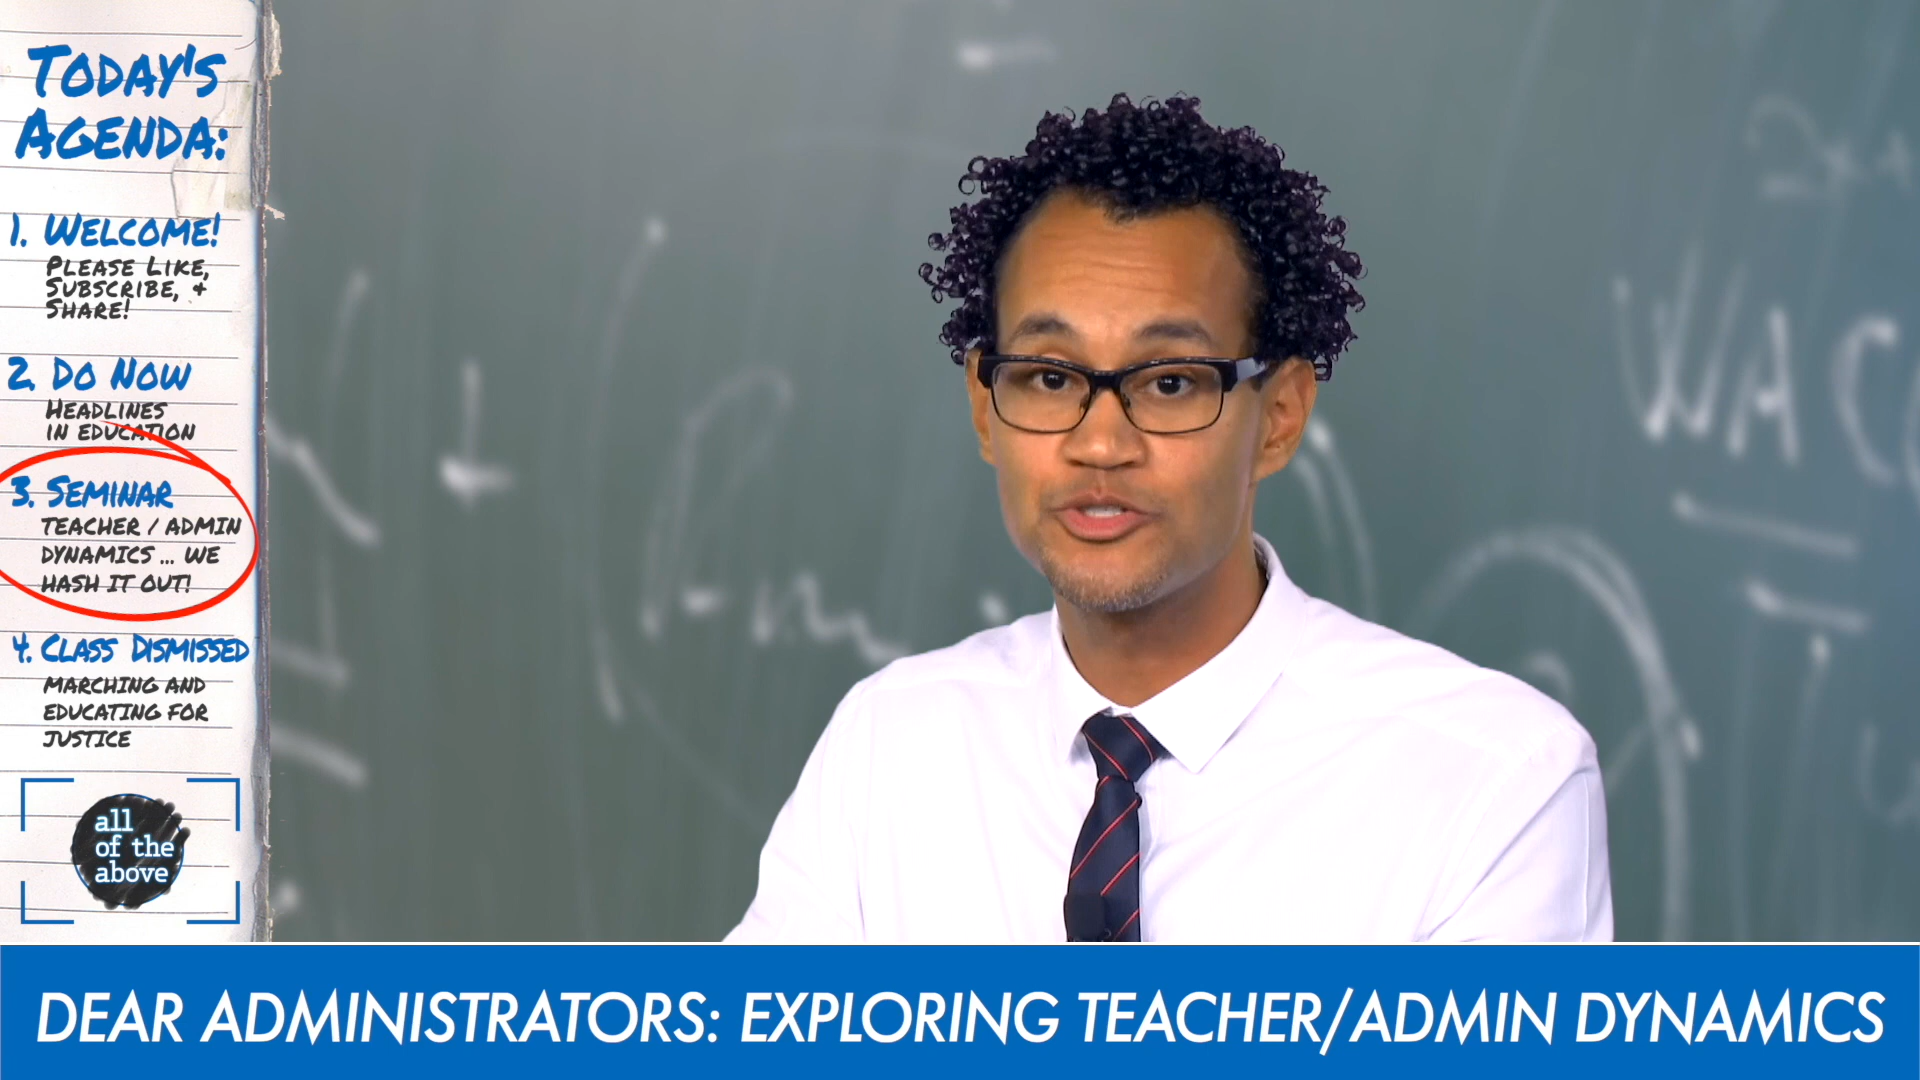 TODAY'S
AGENDA:
1. WELCOME!
PLEASE LIKE,
SUBSCRIBE, +
SHARE!
2. DO NOW
HEADLINES
IN EDUCATION
3. SEMINAR
TEACHER / ADMIN
DYNAMICS ... WE
HASH IT OUT!
4. CLASS DISMISSED
MARCHING AND
EDUCATING FOR
JUSTICE
all
of the
above
DEAR ADMINISTRATORS: EXPLORING TEACHER/ADMIN DYNAMICS